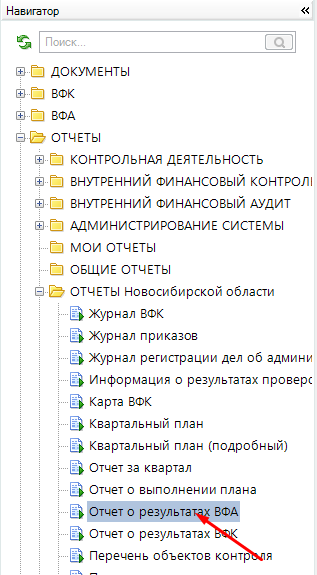 Навигатор
Поиск...
ДОКУМЕНТЫ
ВФК
ВФА
ОТЧЕТЫ
КОНТРОЛЬНАЯ ДЕЯТЕЛЬНОСТЬ
ВНУТРЕННИЙ ФИНАНСОВЫЙ КОНТРОЛ
ВНУТРЕННИЙ ФИНАНСОВЫЙ АУДИТ
АДМИНИСТРИРОВАНИЕ СИСТЕМЫ
МОИ ОТЧЕТЫ
ОБЩИЕ ОТЧЕТЫ
ОТЧЕТЫ Новосибирской области
Журнал ВФК
Журнал приказов
Журнал регистрации дел об админи
Информация о результатах проверо
Карта ВФК
Квартальный план
Квартальный план (подробный)
Отчет за квартал
Отчет о выполнении плана
Отчет о результатах ВФА
Отчет о результатах ВФК
Перечень объектов контроля